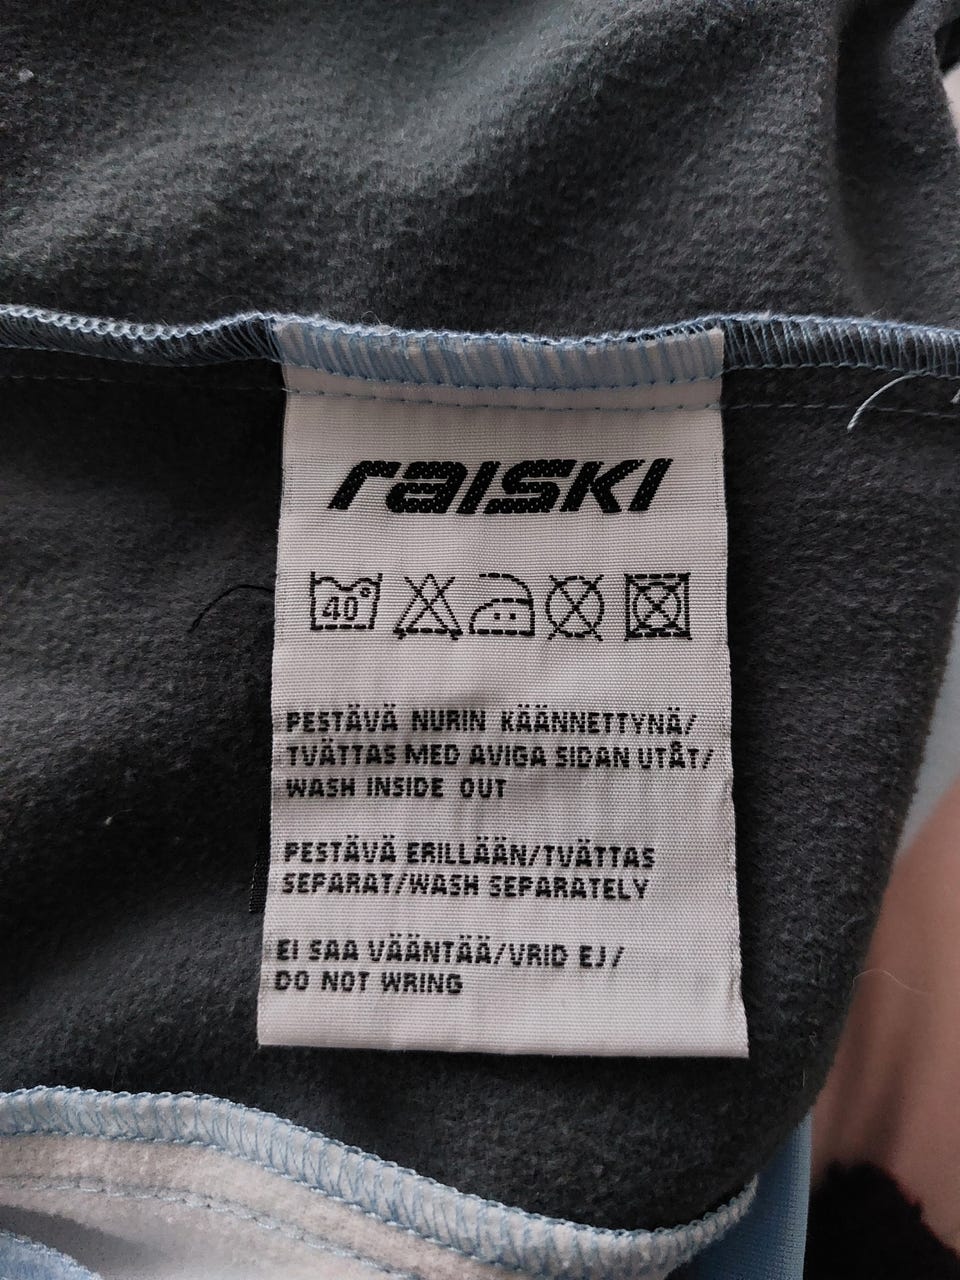 raiski
40°
PESTÄVÄ NURIN KÄÄNNETTYNÄ/
TVÄTTAS MED AVIGA SIDAN UTÅT/
WASH INSIDE OUT
PESTÄVÄ ERILLÄÄN/TVÄTTAS
SEPARAT/WASH SEPARATELY
EI SAA VÄÄNTÄÄ/VRID EJ/
DO NOT WRING